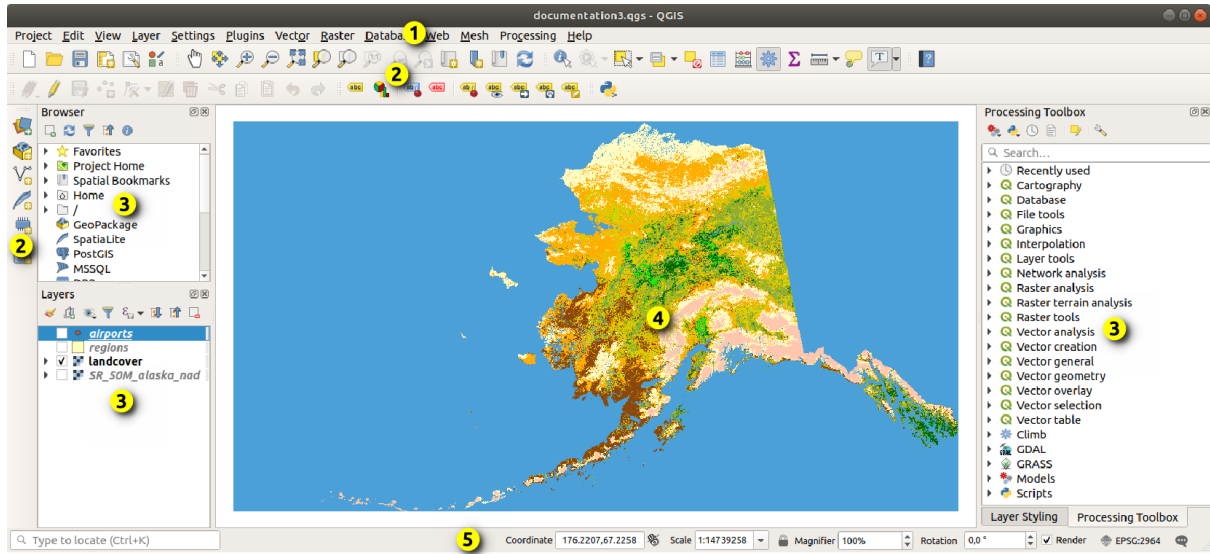 documentation3.qgs - QGIS
Project Edit View Layer Settings Plugins Vector Raster Database Web Mesh Processing Help
1
2
abc abc abc
T
Browser
Favorites
Project Home
Spatial Bookmarks
Home
/
GeoPackage
SpatiaLite
PostGIS
MSSQL
3
2
Layers
airports
regions
landcover
SR_50M_alaska_nad
3
4
Processing Toolbox
Search...
Recently used
Cartography
Database
File tools
Graphics
Interpolation
Layer tools
Network analysis
Raster analysis
Raster terrain analysis
Raster tools
Vector analysis
3
Vector creation
Vector general
Vector geometry
Vector overlay
Vector selection
Vector table
Climb
GDAL
GRASS
Models
Scripts
Layer Styling Processing Toolbox
Type to locate (Ctrl+K)
5
Coordinate 176.2207,67.2258 Scale 1:14739258 Magnifier 100% Rotation 0,0 ° Render EPSG:2964